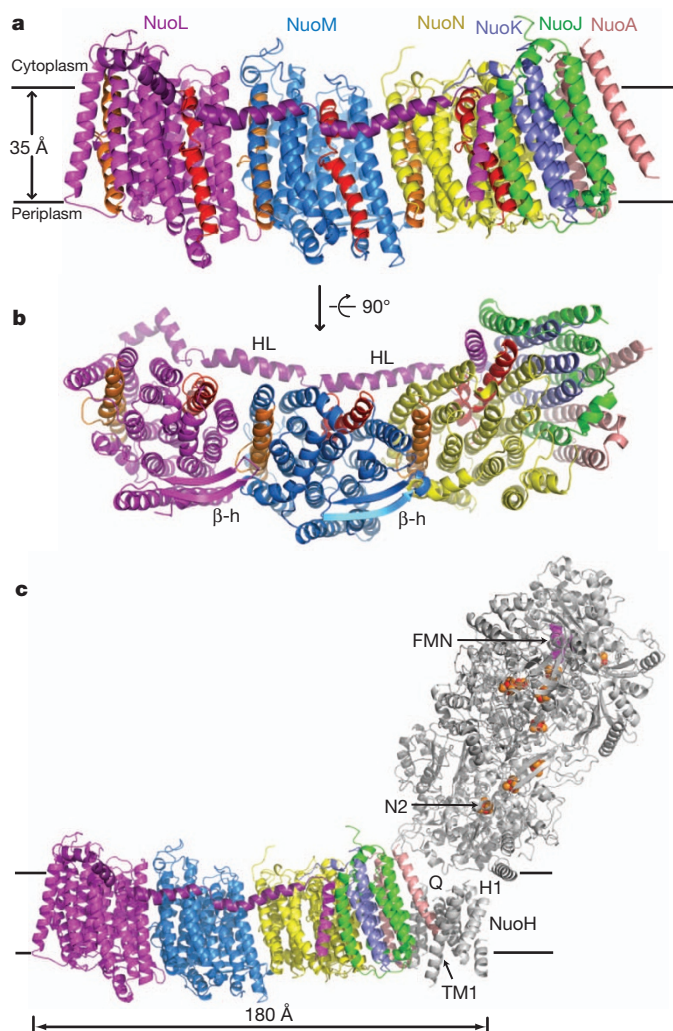 a
NuoL NuoM NuoN NuoK NuoJ NuoA
Cytoplasm
35 Å
Periplasm
90°
b
HL HL
β-h β-h
c
FMN
N2
Q H1
NuoH
TM1
180 Å